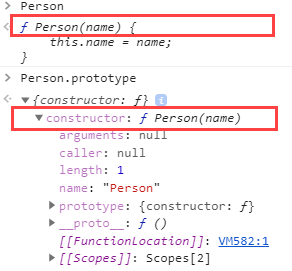 Person
ƒ Person(name) {
this.name = name;
}
Person.prototype
{constructor: ƒ} i
constructor: ƒ Person(name)
arguments: null
caller: null
length: 1
name: "Person"
prototype: {constructor: ƒ}
__proto__: ƒ ()
[[FunctionLocation]]: VM582:1
[[Scopes]]: Scopes[2]